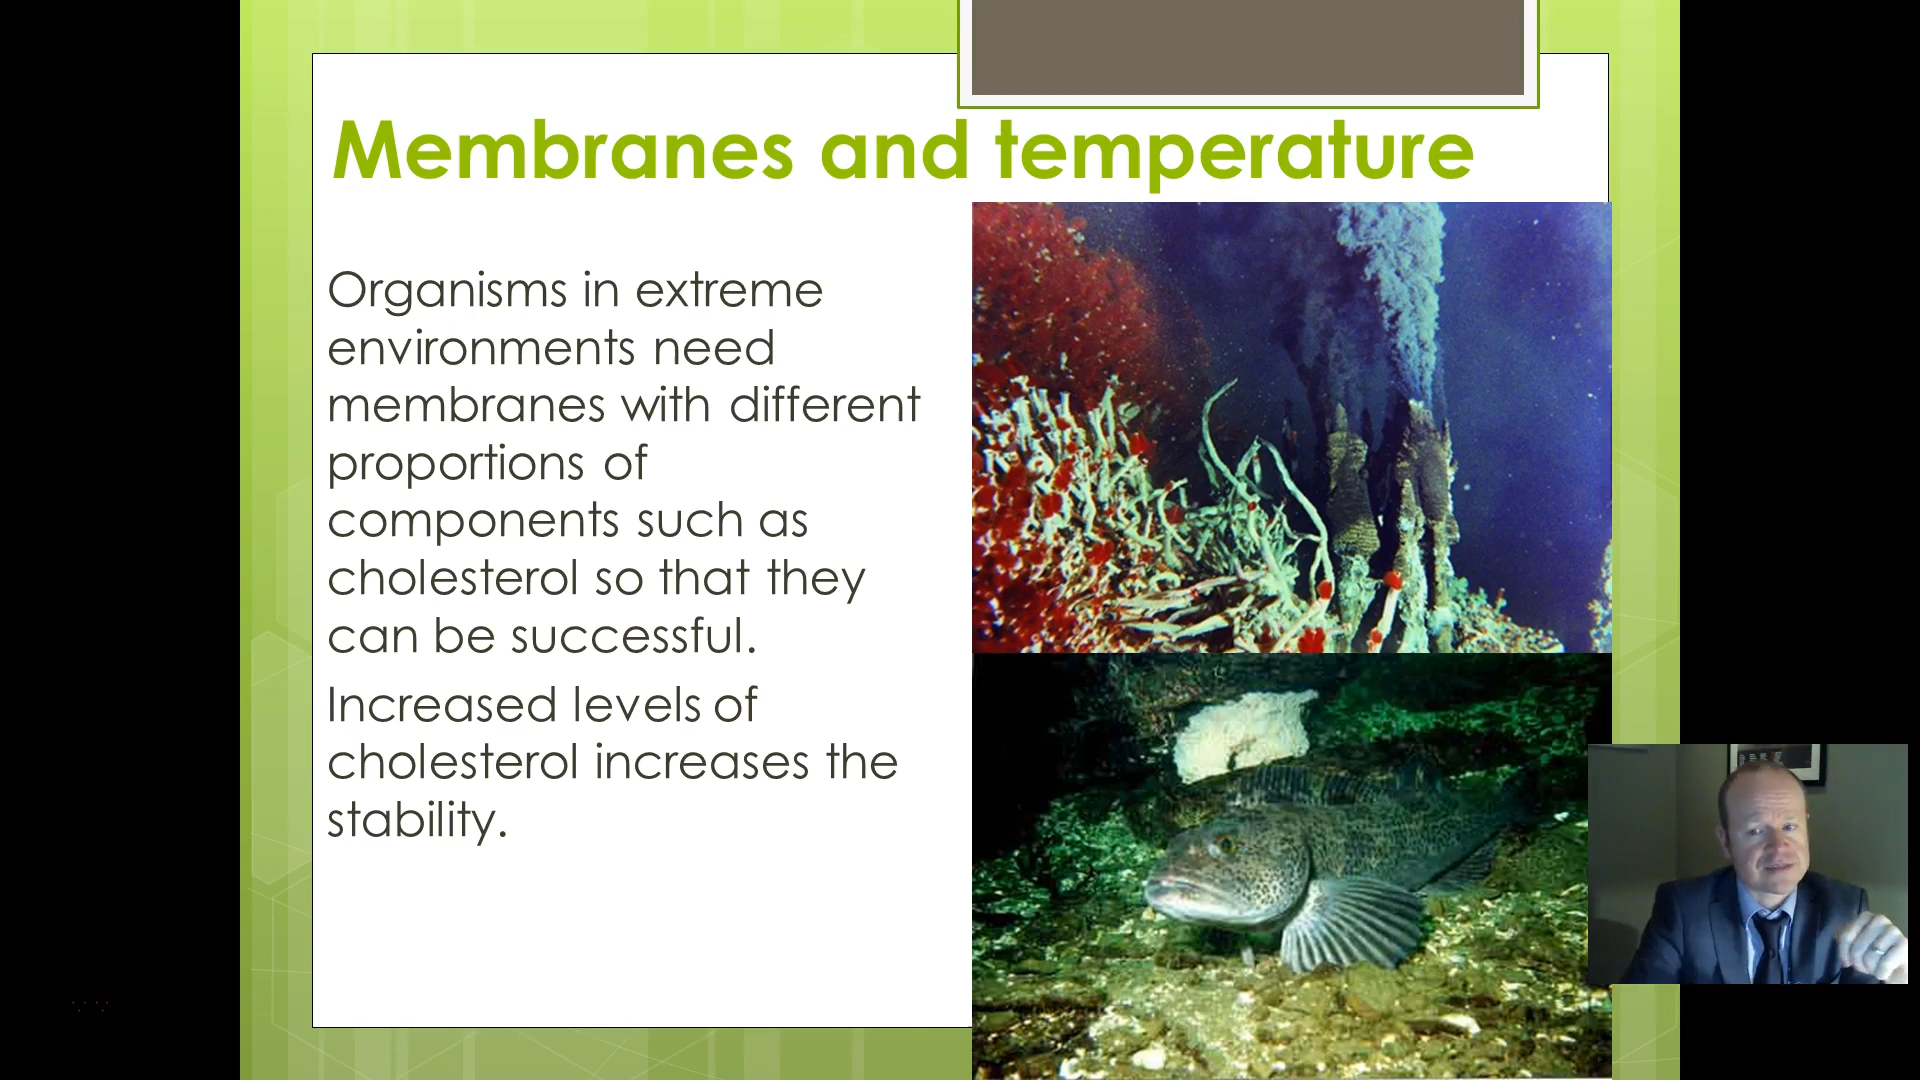 Membranes and temperature
Organisms in extreme
environments need
membranes with different
proportions of
components such as
cholesterol so that they
can be successful.
Increased levels of
cholesterol increases the
stability.